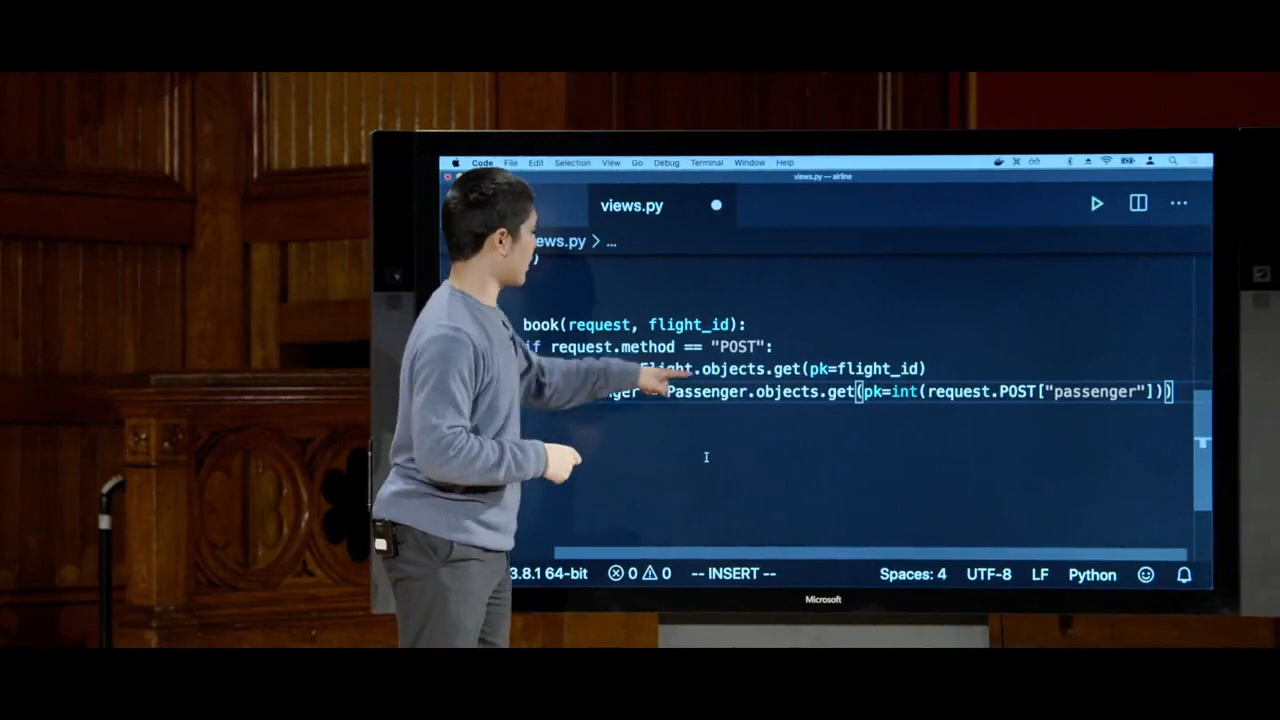 Code File Edit Selection View Go Debug Terminal Window Help
views.py — airline
views.py
ews.py > ...
)
book(request, flight_id):
if request.method == "POST":
Flight.objects.get(pk=flight_id)
= Passenger.objects.get(pk=int(request.POST["passenger"]))
3.8.1 64-bit 0 0 -- INSERT -- Spaces: 4 UTF-8 LF Python
Microsoft